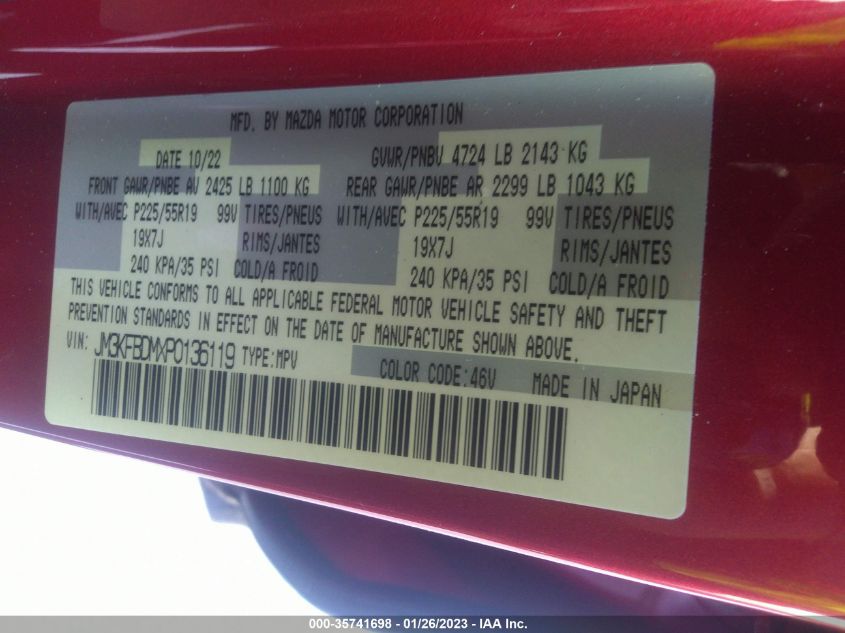 MFD. BY MAZDA MOTOR CORPORATION
DATE 10/22 GVWR/PNBV 4724 LB 2143 KG
FRONT GAWR/PNBE AV 2425 LB 1100 KG REAR GAWR/PNBE AR 2299 LB 1043 KG
WITH/AVEC P225/55R19 99V TIRES/PNEUS WITH/AVEC P225/55R19 99V TIRES/PNEUS
19X7J RIMS/JANTES 19X7J RIMS/JANTES
240 KPA/35 PSI COLD/A FROID 240 KPA/35 PSI COLD/A FROID
THIS VEHICLE CONFORMS TO ALL APPLICABLE FEDERAL MOTOR VEHICLE SAFETY AND THEFT
PREVENTION STANDARDS IN EFFECT ON THE DATE OF MANUFACTURE SHOWN ABOVE.
VIN: JM3KFBDMXP0136119 TYPE:MPV
COLOR CODE:46V MADE IN JAPAN
000-35741698 - 01/26/2023 - IAA Inc.